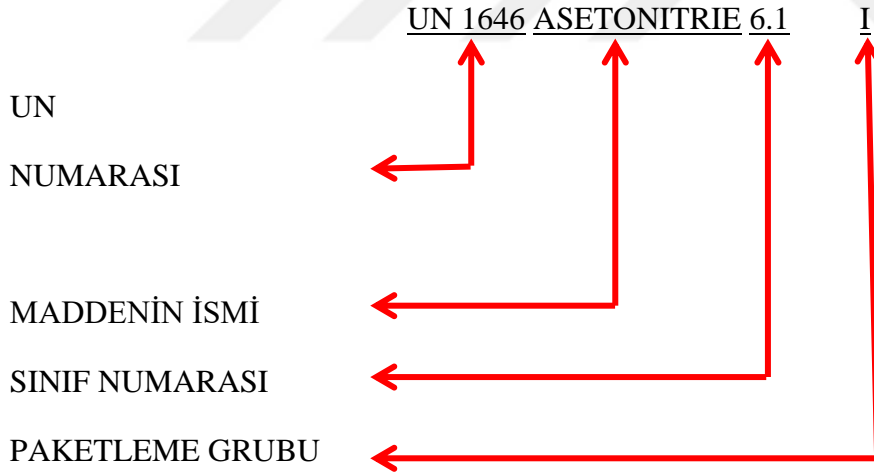 UN 1646 ASETONITRIE 6.1 I
UN
NUMARASI
MADDENİN İSMİ
SINIF NUMARASI
PAKETLEME GRUBU